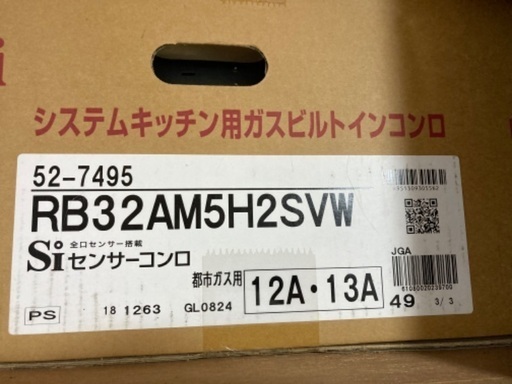 i
システムキッチン用ガスビルトインコンロ
52-7495
RB32AM5H2SVW
全口センサー搭載
Siセンサーコンロ
都市ガス用
12A・13A
JGA
49 3/3
PS
18 1263
GL0824